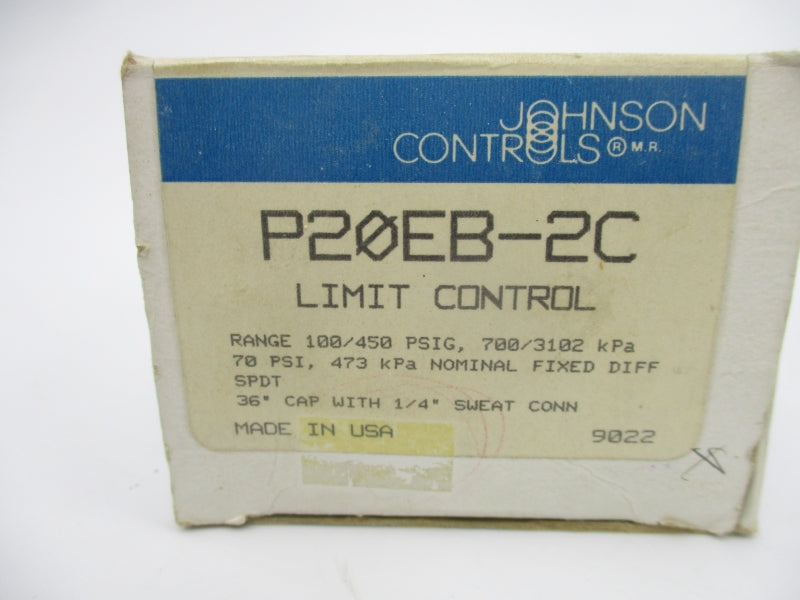 JOHNSON
CONTROLS ® M.R.
P20EB-2C
LIMIT CONTROL
RANGE 100/450 PSIG, 700/3102 kPa
70 PSI, 473 kPa NOMINAL FIXED DIFF
SPDT
36" CAP WITH 1/4" SWEAT CONN
MADE IN USA 9022